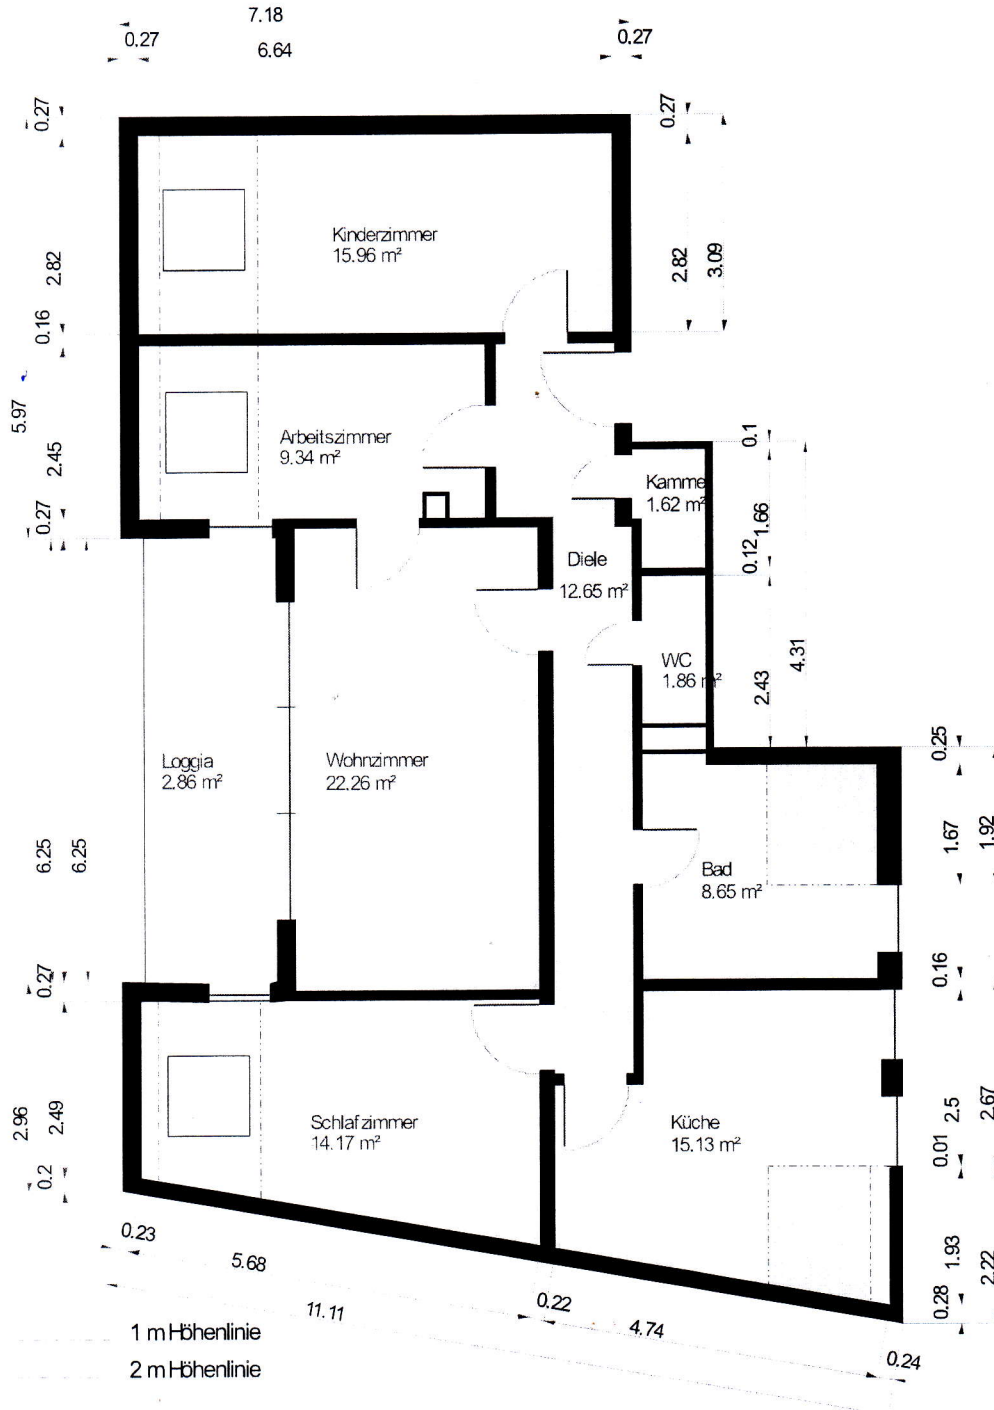 7.18
0.27
6.64
0.27
0.27
0.27
Kinderzimmer
15.96 m²
2.82
2.82
3.09
0.16
5.97
Arbeitszimmer
9.34 m²
2.45
0.1
Kamme
1.62 m²
1.66
0.27
0.12
Diele
12.65 m²
4.31
WC
1.86 m²
2.43
0.25
Loggia
2.86 m²
Wohnzimmer
22.26 m²
6.25
6.25
Bad
8.65 m²
1.67
1.92
0.27
0.16
2.96
2.49
Schlafzimmer
14.17 m²
Küche
15.13 m²
2.5
2.67
0.01
0.2
0.23
5.68
1.93
2.22
0.28
11.11
0.22
4.74
0.24
1 m Höhenlinie
2 m Höhenlinie